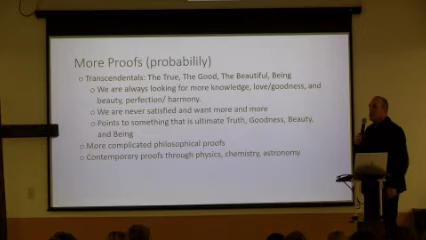 More Proofs (probabilily)
○ Transcendentals: The True, The Good, The Beautiful, Being
○ We are always looking for more knowledge, love/goodness, and
beauty, perfection/ harmony.
○ We are never satisfied and want more and more
○ Points to something that is ultimate Truth, Goodness, Beauty,
and Being
○ More complicated philosophical proofs
○ Contemporary proofs through physics, chemistry, astronomy